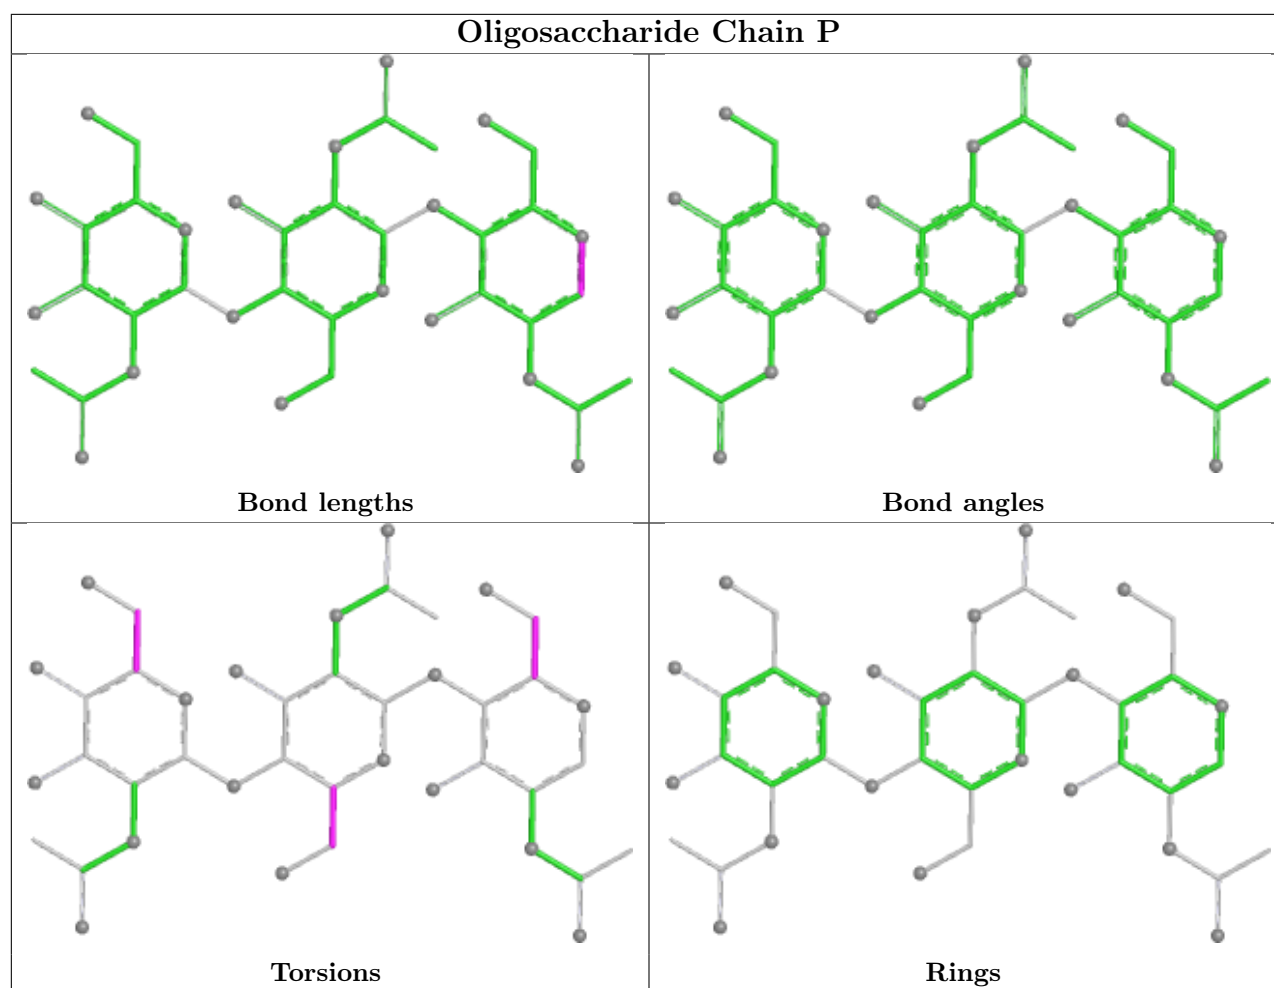 Oligosaccharide Chain P
Bond lengths
Bond angles
Torsions
Rings